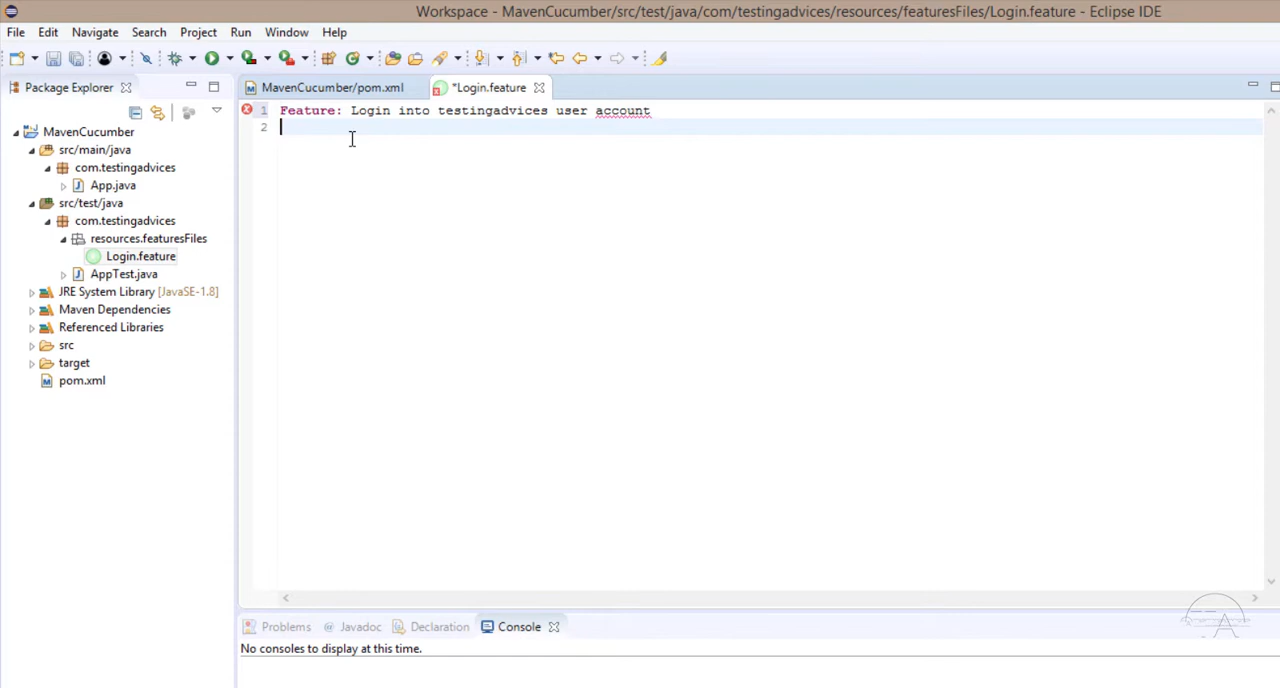 Workspace - MavenCucumber/src/test/java/com/testingadvices/resources/featuresFiles/Login.feature - Eclipse IDE
File Edit Navigate Search Project Run Window Help
Package Explorer
MavenCucumber/pom.xml
*Login.feature
MavenCucumber
src/main/java
com.testingadvices
App.java
src/test/java
com.testingadvices
resources.featuresFiles
Login.feature
AppTest.java
JRE System Library [JavaSE-1.8]
Maven Dependencies
Referenced Libraries
src
target
pom.xml
1 Feature: Login into testingadvices user account
2
Problems @ Javadoc Declaration Console
No consoles to display at this time.